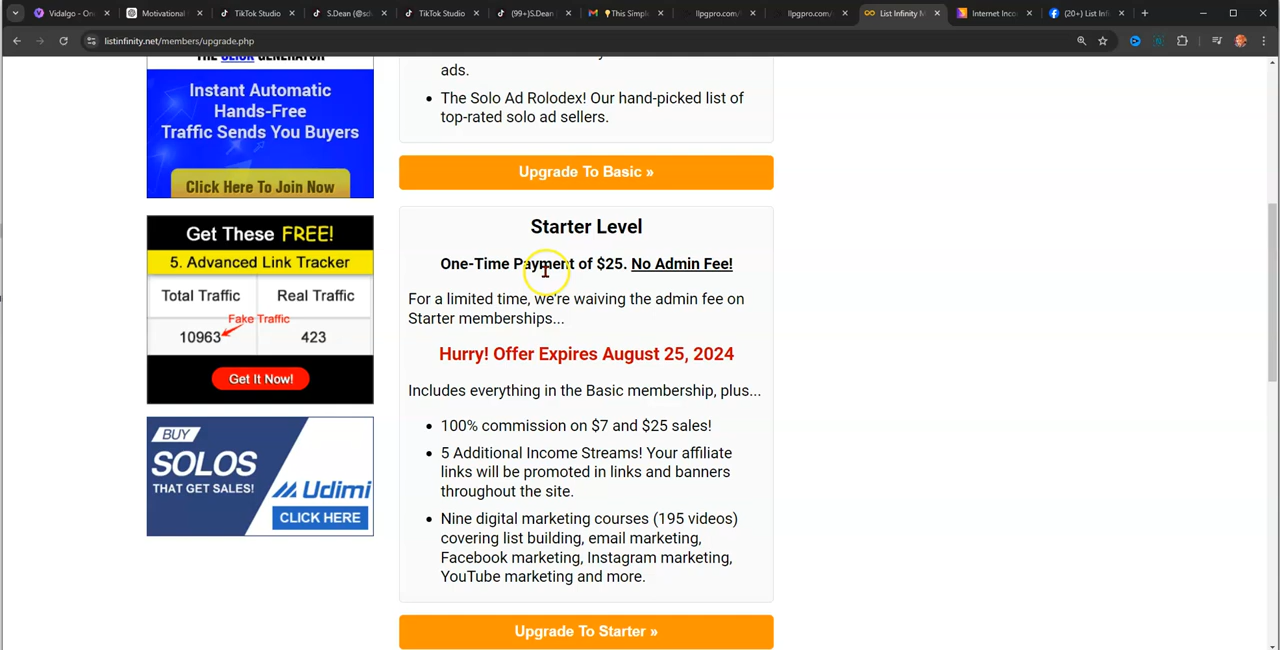 Vidalgo - On
Motivational
TikTok Studio
S.Dean (@sd
TikTok Studio
(99+)S.Dean
This Simple
llpgpro.com/
llpgpro.com/
List Infinity M
Internet Inco
(20+) List Inf
listinfinity.net/members/upgrade.php
THE CLICK GENERATOR
Instant Automatic
Hands-Free
Traffic Sends You Buyers
Click Here To Join Now
Get These FREE!
5. Advanced Link Tracker
Total Traffic Real Traffic
Fake Traffic
10963 423
Get It Now!
BUY
SOLOS
THAT GET SALES!
Udimi
CLICK HERE
ads.
• The Solo Ad Rolodex! Our hand-picked list of
top-rated solo ad sellers.
Upgrade To Basic »
Starter Level
One-Time Payment of $25. No Admin Fee!
For a limited time, we're waiving the admin fee on
Starter memberships...
Hurry! Offer Expires August 25, 2024
Includes everything in the Basic membership, plus...
• 100% commission on $7 and $25 sales!
• 5 Additional Income Streams! Your affiliate
links will be promoted in links and banners
throughout the site.
• Nine digital marketing courses (195 videos)
covering list building, email marketing,
Facebook marketing, Instagram marketing,
YouTube marketing and more.
Upgrade To Starter »